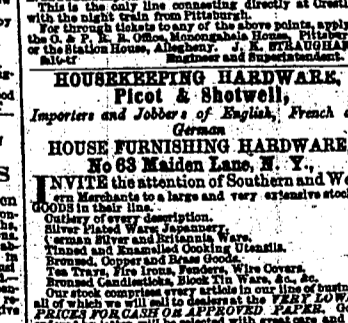 This is the only line connecting directly at Crestl
with the night train from Pittsburgh.
For through tickets to any of the above points, apply
the O. & P. R. R. Office, Monongahela House, Pittsbur
or the Station House, Allegheny. J. K. STRAUGHAN
Engineer and Superintendent.
HOUSEKEEPING HARDWARE,
Picot & Shotwell,
Importers and Jobbers of English, French &
German
HOUSE FURNISHING HARDWARE
No 63 Maiden Lane, N. Y.,
INVITE the attention of Southern and We
ern Merchants to a large and very extensive stock
GOODS in their line.
Cutlery of every description.
Silver Plated Ware; Japannery,
German Silver and Britannia Ware.
Tinned and Enamelled Cooking Utensils.
Bronzed, Copper and Brass Goods.
Tea Trays, Fire Irons, Fenders, Wire Covers,
Bronzed Candlesticks, Block Tin Ware, &c., &c.
Our stock comprises every article in our line of busin
all of which we will sell to dealers at the VERY LOW
PRICES FOR CASH OR APPROVED PAPER.